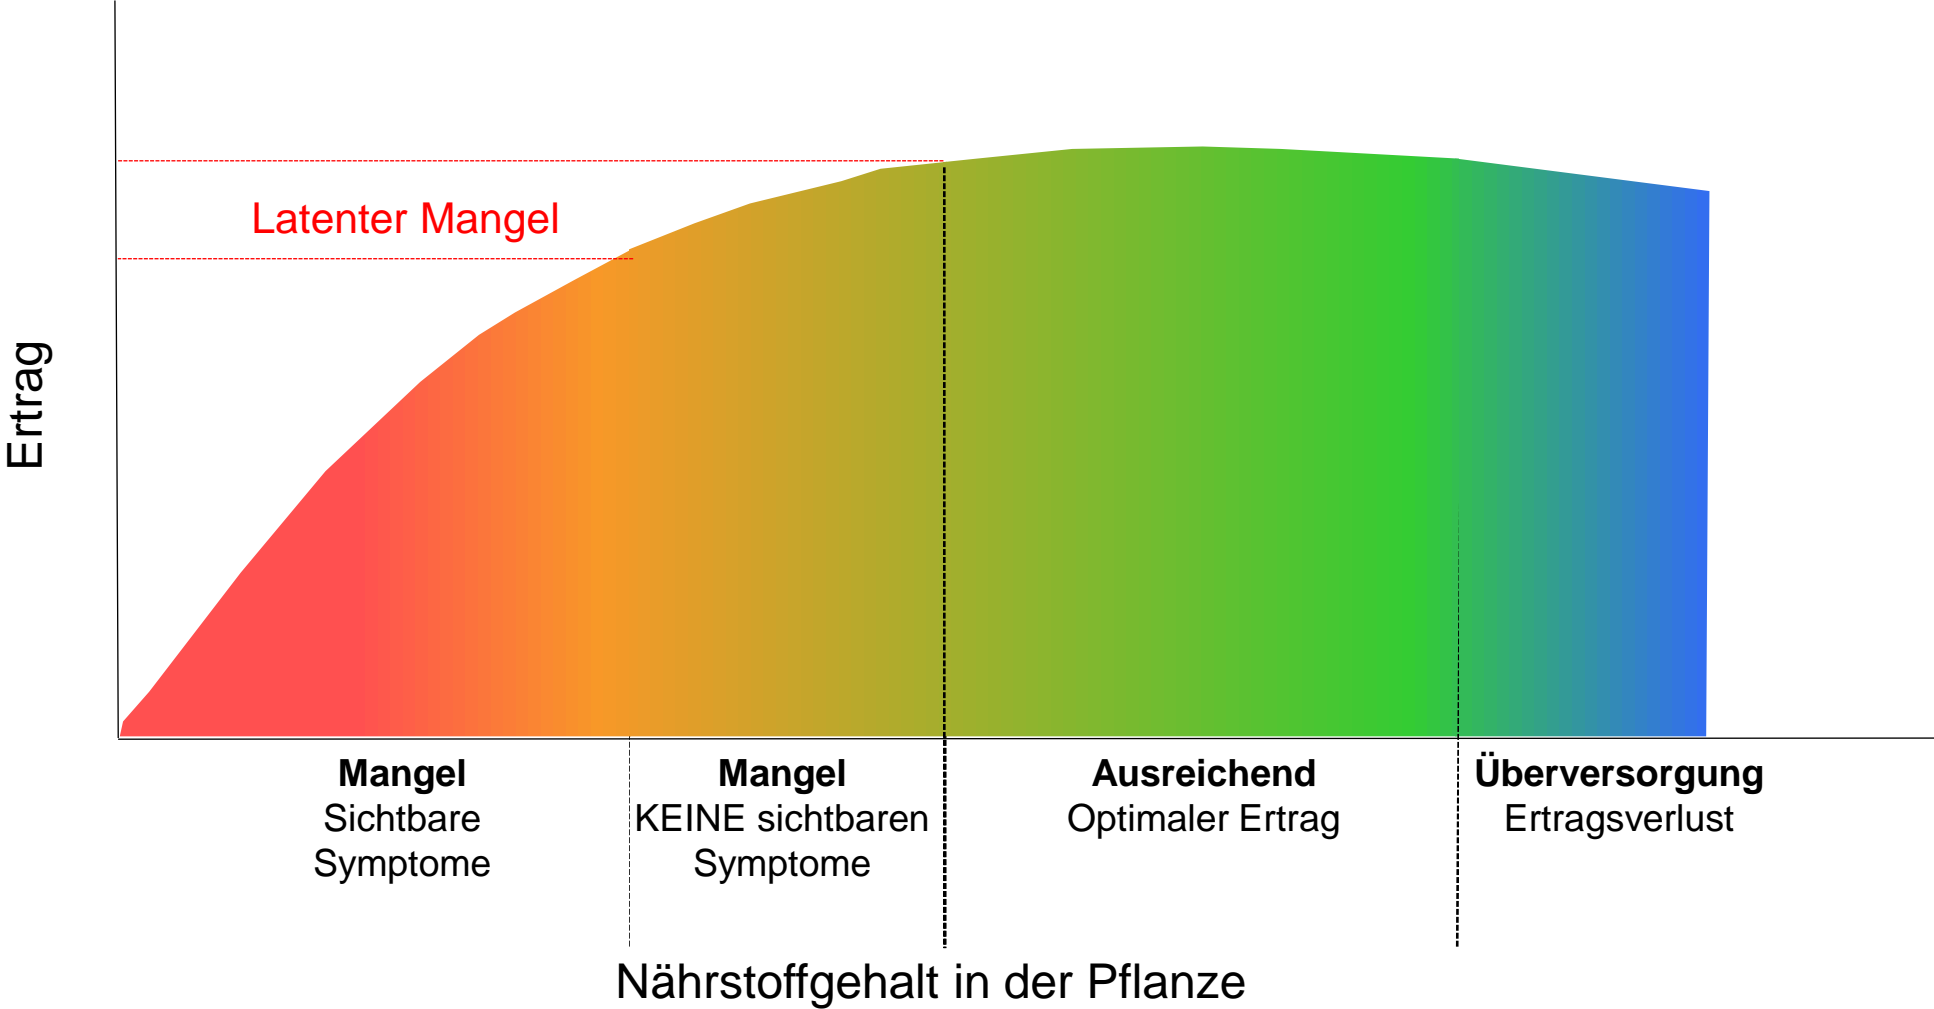 Latenter Mangel
Ertrag
Mangel
Sichtbare
Symptome
Mangel
KEINE sichtbaren
Symptome
Ausreichend
Optimaler Ertrag
Überversorgung
Ertragsverlust
Nährstoffgehalt in der Pflanze